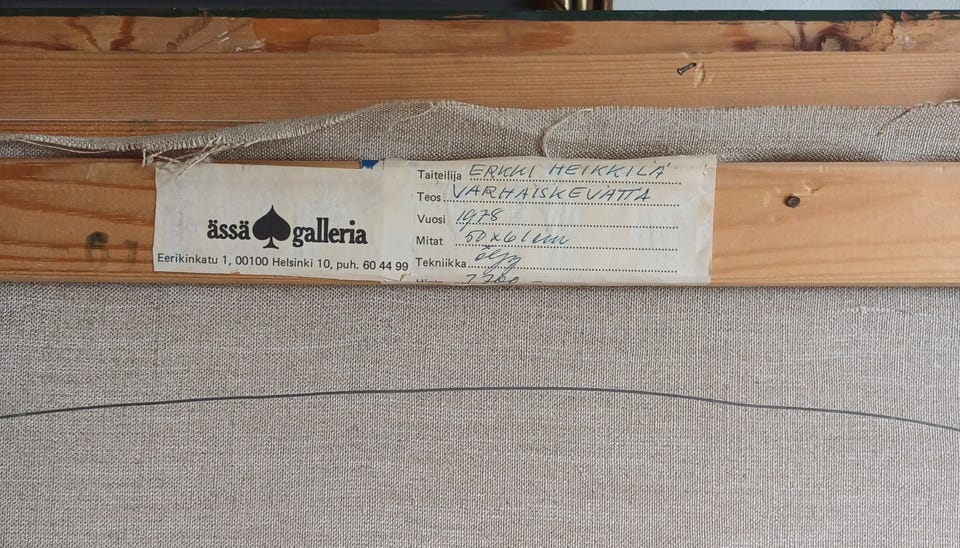 ässä galleria
Eerikinkatu 1, 00100 Helsinki 10, puh. 60 44 99
Taiteilija ERKKI HEIKKILÄ
Teos VARHAISKEVÄTTÄ
Vuosi 1978
Mitat 50x61cm
Tekniikka öljy